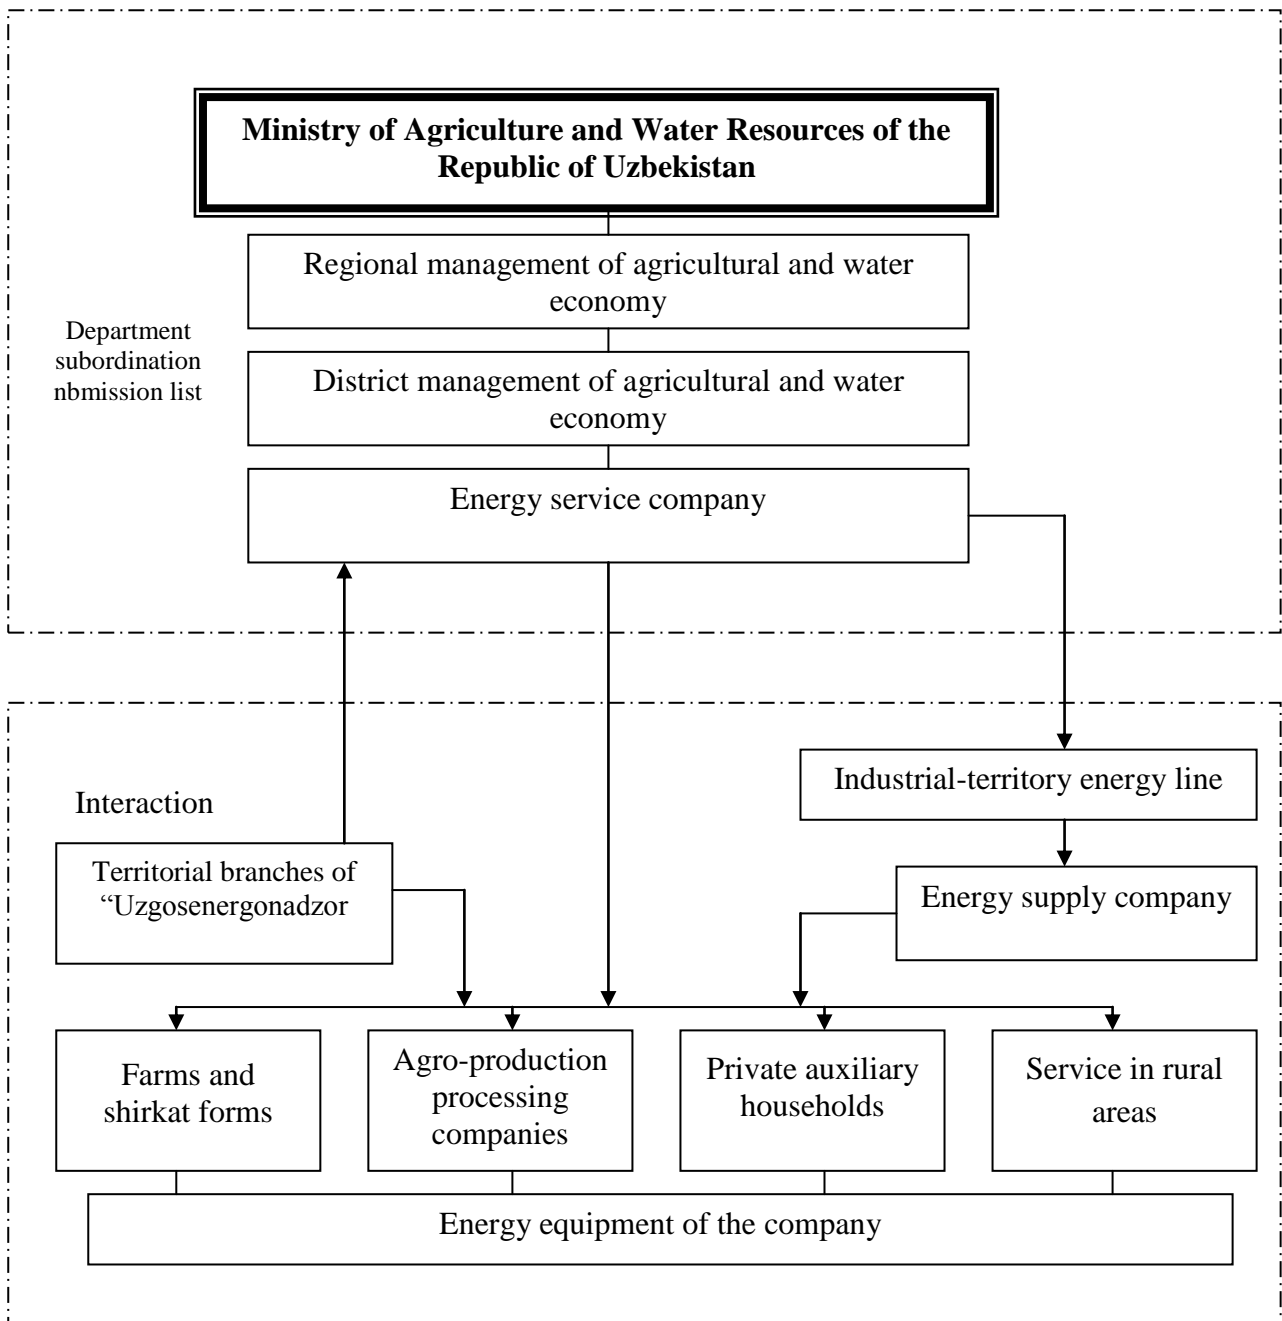 Ministry of Agriculture and Water Resources of the
Republic of Uzbekistan
Regional management of agricultural and water
economy
Department
subordination
nbmission list
District management of agricultural and water
economy
Energy service company
Industrial-territory energy line
Interaction
Territorial branches of
“Uzgosenergonadzor
Energy supply company
Farms and
shirkat forms
Agro-production
processing
companies
Private auxiliary
households
Service in rural
areas
Energy equipment of the company